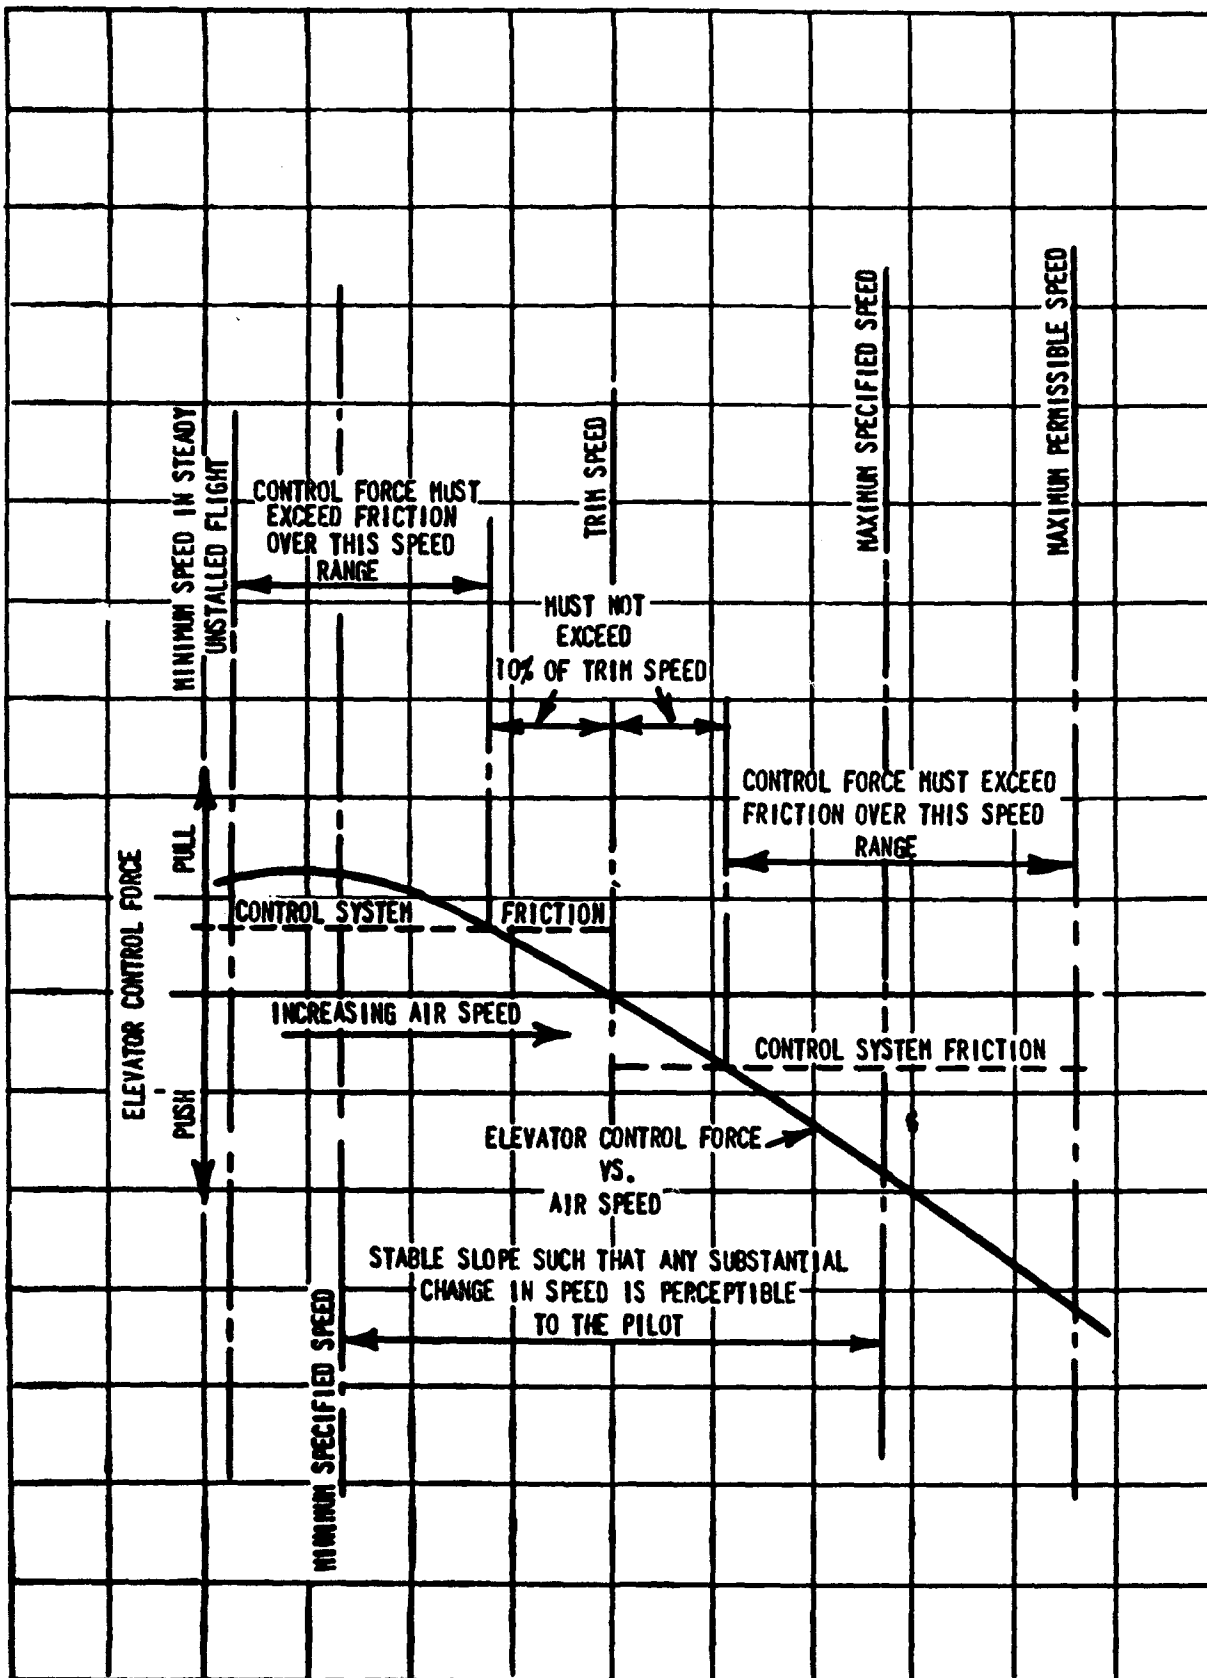 MINIMUM SPEED IN STEADY
UNSTALLED FLIGHT
CONTROL FORCE MUST
EXCEED FRICTION
OVER THIS SPEED
RANGE
TRIM SPEED
MAXIMUM SPECIFIED SPEED
MAXIMUM PERMISSIBLE SPEED
MUST NOT
EXCEED
10% OF TRIM SPEED
CONTROL FORCE MUST EXCEED
FRICTION OVER THIS SPEED
RANGE
ELEVATOR CONTROL FORCE
PULL
PUSH
CONTROL SYSTEM FRICTION
INCREASING AIR SPEED
CONTROL SYSTEM FRICTION
ELEVATOR CONTROL FORCE
VS.
AIR SPEED
STABLE SLOPE SUCH THAT ANY SUBSTANTIAL
CHANGE IN SPEED IS PERCEPTIBLE
TO THE PILOT
MINIMUM SPECIFIED SPEED